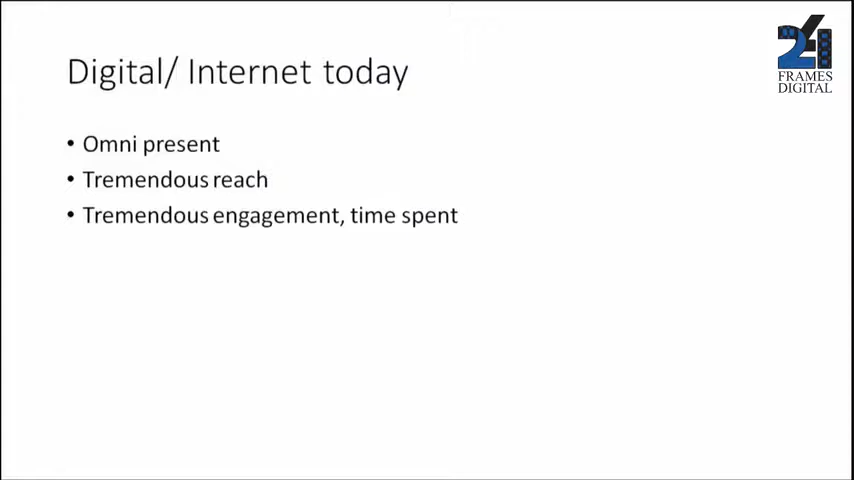 Digital/ Internet today
24
FRAMES
DIGITAL
• Omni present
• Tremendous reach
• Tremendous engagement, time spent